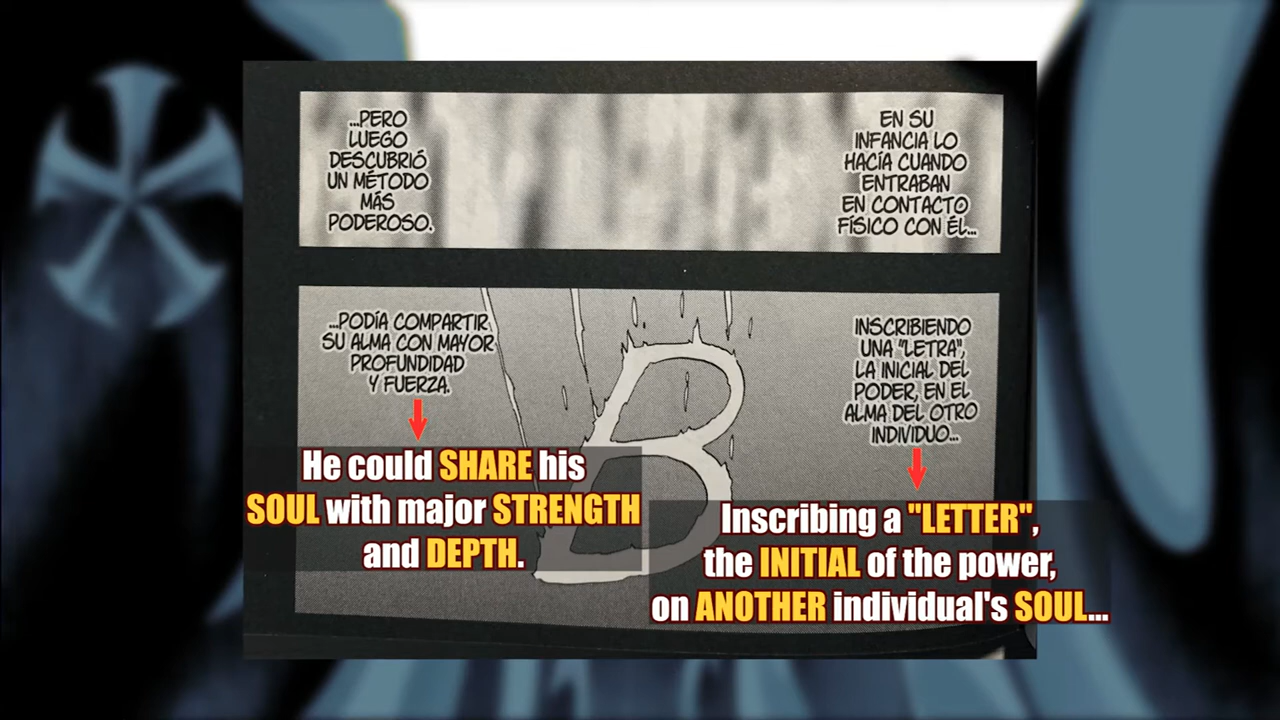 EN SU
INFANCIA LO
HACÍA CUANDO
ENTRABAN
EN CONTACTO
FÍSICO CON ÉL...
...PERO
LUEGO
DESCUBRIÓ
UN MÉTODO
MÁS
PODEROSO.
INSCRIBIENDO
UNA "LETRA",
LA INICIAL DEL
PODER, EN EL
ALMA DEL OTRO
INDIVIDUO...
Inscribing a "LETTER",
the INITIAL of the power,
on ANOTHER individual's SOUL...
B
...PODÍA COMPARTIR
SU ALMA CON MAYOR
PROFUNDIDAD
Y FUERZA.
He could SHARE his
SOUL with major STRENGTH
and DEPTH.